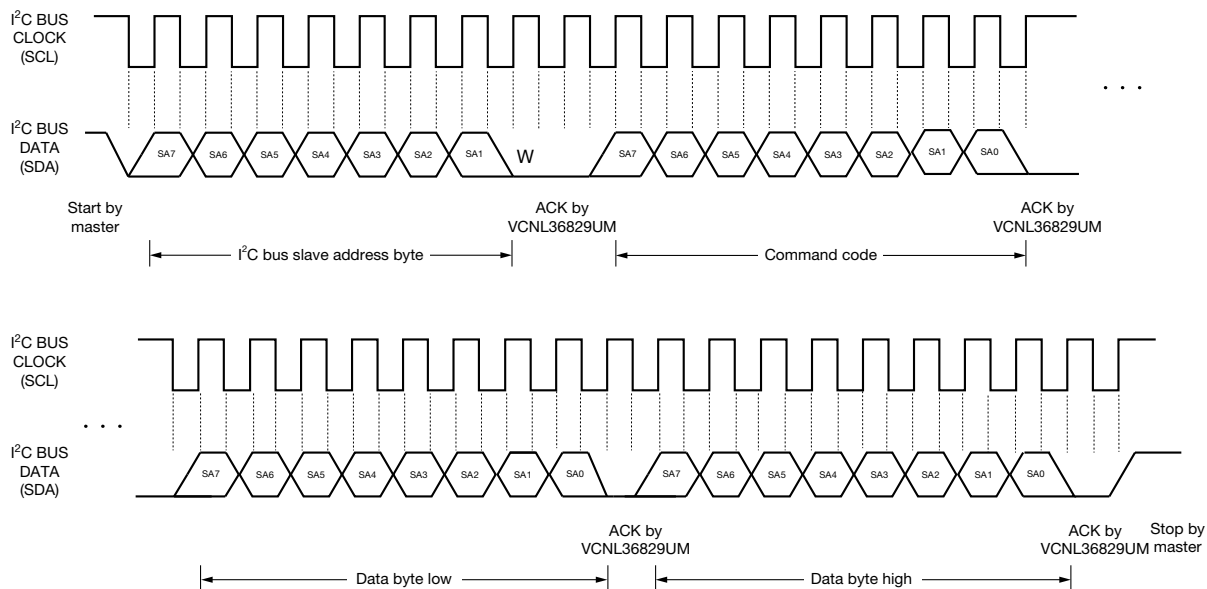 I²C BUS
CLOCK
(SCL)
. . .
I²C BUS
DATA
(SDA)
SA7 SA6 SA5 SA4 SA3 SA2 SA1 W SA7 SA6 SA5 SA4 SA3 SA2 SA1 SA0
Start by
master
ACK by
VCNL36829UM
ACK by
VCNL36829UM
I²C bus slave address byte
Command code
I²C BUS
CLOCK
(SCL)
. . .
I²C BUS
DATA
(SDA)
SA7 SA6 SA5 SA4 SA3 SA2 SA1 SA0 SA7 SA6 SA5 SA4 SA3 SA2 SA1 SA0
ACK by
VCNL36829UM
ACK by
VCNL36829UM
Stop by
master
Data byte low
Data byte high